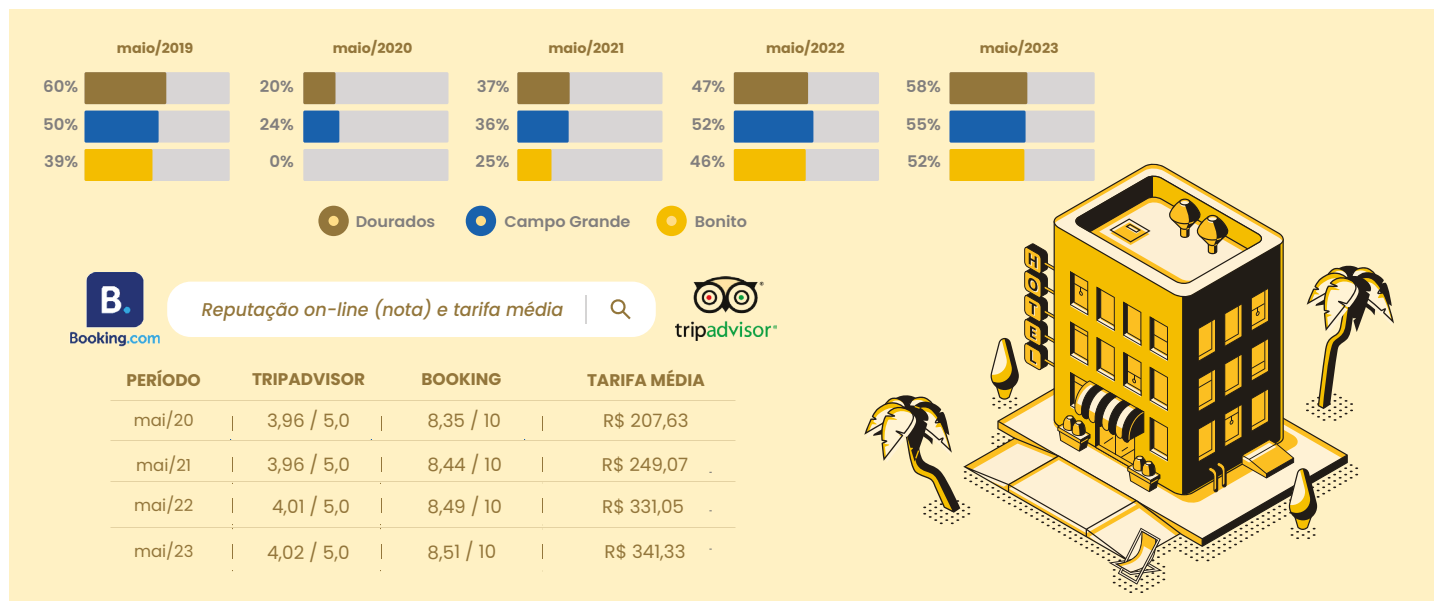 maio/2019 maio/2020 maio/2021 maio/2022 maio/2023
60% 20% 37% 47% 58%
50% 24% 36% 52% 55%
39% 0% 25% 46% 52%
Dourados Campo Grande Bonito
B.
Booking.com
Reputação on-line (nota) e tarifa média
tripadvisor®
HOTEL
PERÍODO TRIPADVISOR BOOKING TARIFA MÉDIA
mai/20 3,96 / 5,0 8,35 / 10 R$ 207,63
mai/21 3,96 / 5,0 8,44 / 10 R$ 249,07
mai/22 4,01 / 5,0 8,49 / 10 R$ 331,05
mai/23 4,02 / 5,0 8,51 / 10 R$ 341,33